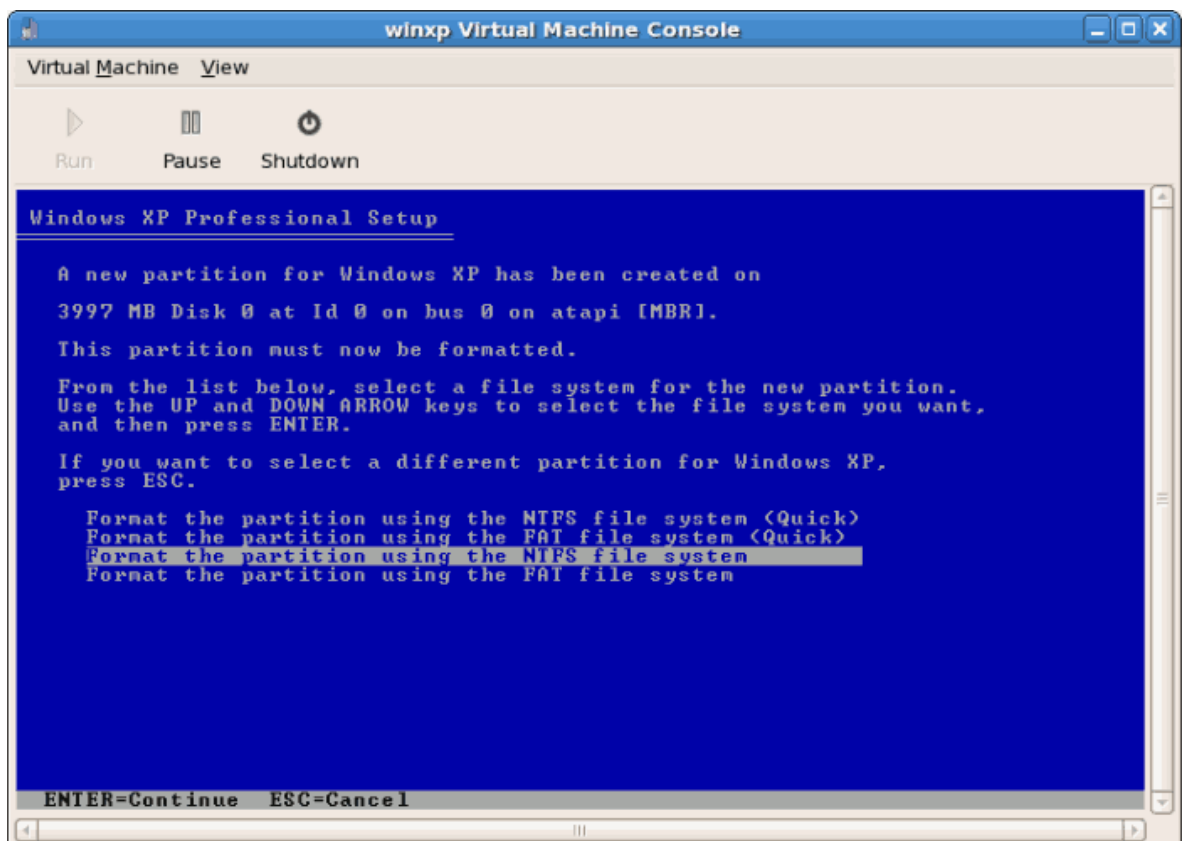 winxp Virtual Machine Console
Virtual Machine View
Run Pause Shutdown
Windows XP Professional Setup
A new partition for Windows XP has been created on
3997 MB Disk 0 at Id 0 on bus 0 on atapi [MBR].
This partition must now be formatted.
From the list below, select a file system for the new partition.
Use the UP and DOWN ARROW keys to select the file system you want,
and then press ENTER.
If you want to select a different partition for Windows XP,
press ESC.
Format the partition using the NTFS file system (Quick)
Format the partition using the FAT file system (Quick)
Format the partition using the NTFS file system
Format the partition using the FAT file system
ENTER=Continue ESC=Cancel